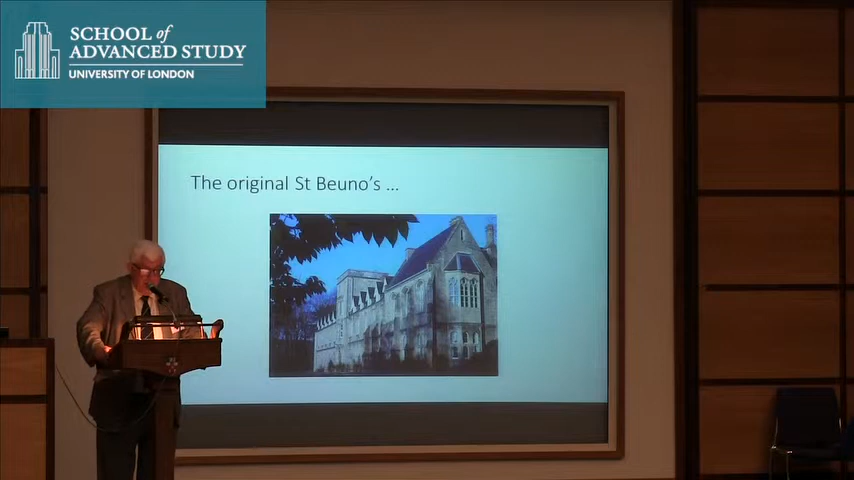 SCHOOL of
ADVANCED STUDY
UNIVERSITY OF LONDON
The original St Beuno's ...